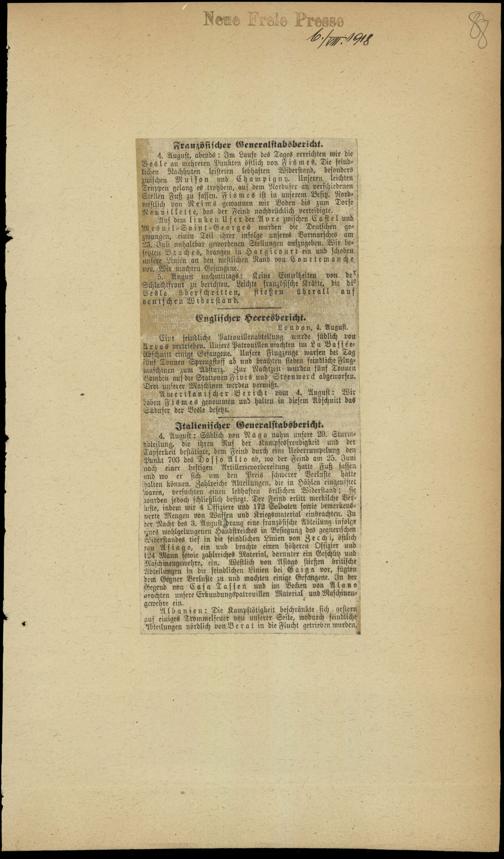 Neue Freie Presse
6./VIII. 1918
88
Französischer Generalstabsbericht.
4. August, abends: Im Laufe des Tages erreichten wir die
Vesle an mehreren Punkten östlich von Fismes. Die feind-
lichen Nachhuten leisteten lebhaften Widerstand, besonders
zwischen Muison und Champigny. Unseren leichten
Truppen gelang es trotzdem, auf dem Nordufer an verschiedenen
Stellen Fuß zu fassen. Fismes ist in unserem Besitz. Nord-
westlich von Reims gewannen wir Boden bis zum Dorfe
Neuvillette, das der Feind nachdrücklich verteidigte.
Auf dem linken Ufer der Avre zwischen Castel und
Mesnil-Saint-Georges wurden die Deutschen ge-
zwungen, einen Teil ihrer infolge unseres Vormarsches am
23. Juli unhaltbar gewordenen Stellungen aufzugeben. Wir be-
setzten Braches, drangen in Hargicourt ein und schoben
unsere Linien an den westlichen Rand von Courtemanche
vor. Wir machten Gefangene.
5. August nachmittags: Keine Einzelheiten von de
Schlachtfront zu berichten. Leichte französische Kräfte, die di
Vesle überschritten, stießen überall auf
deutschen Widerstand.
Englischer Heeresbericht.
London, 4. August.
Eine feindliche Patrouillenabteilung wurde südlich von
Arras vertrieben. Unsere Patrouillen machten im La Bassée-
Abschnitt einige Gefangene. Unsere Flugzeuge warfen bei Tag
fünf Tonnen Sprengstoff ab und brachten sieben feindliche Flug-
maschinen zum Absturz. Zur Nachtzeit wurden fünf Tonnen
Bomben auf die Stationen Fives und Steenwerck abgeworfen.
Drei unserer Maschinen werden vermißt.
Amerikanischer Bericht vom 4. August: Wir
haben Fismes genommen und halten in diesem Abschnitt das
Südufer der Vesle besetzt.
Italienischer Generalstabsbericht.
4. August: Südlich von Nago nahm unsere 29. Sturm-
abteilung, die ihren Ruf der Kampfesfreudigkeit und der
Tapferkeit bestätigte, dem Feind durch eine Ueberrumpelung den
Punkt 703 des Dosso Alto ab, wo der Feind am 25. Juni
nach einer heftigen Artillerievorbereitung hatte Fuß fassen
und wo er sich um den Preis schwerer Verluste hatte
halten können. Zahlreiche Abteilungen, die in Höhlen eingenistet
waren, versuchten einen lebhaften örtlichen Widerstand; sie
wurden jedoch schließlich besiegt. Der Feind erlitt merkliche Ver-
luste, indem wir 4 Offiziere und 172 Soldaten sowie bemerkens-
werte Mengen von Waffen und Kriegsmaterial einbrachten. In
der Nacht des 3. August drang eine französische Abteilung infolge
eines wohlgelungenen Handstreiches in Besiegung des gegnerischen
Widerstandes tief in die feindlichen Linien von Zecchi, östlich
von Asiago, ein und brachte einen höheren Offizier und
124 Mann sowie zahlreiches Material, darunter ein Geschütz und
Maschinengewehre, ein. Westlich von Asiago stießen britische
Abteilungen in die feindlichen Linien bei Gaiga vor, fügten
dem Gegner Verluste zu und machten einige Gefangene. In der
Gegend von Casa Tasson und im Becken von Alano
erbeuteten unsere Erkundungspatrouillen Material und Maschinen-
gewehre ein.
Albanien: Die Kampftätigkeit beschränkte sich gestern
auf einiges Trommelfeuer von unserer Seite, wodurch feindliche
Abteilungen nördlich von Berat in die Flucht getrieben wurden.